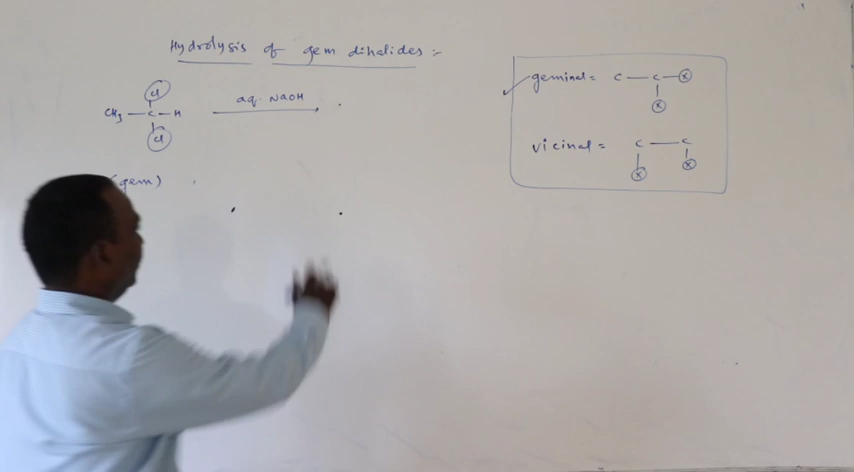 Hydrolysis of gem dihalides :-
Cl
CH3 — C — H
Cl
aq. NaOH
(gem)
geminal = C — C — X
X
vicinal = C — C
X X